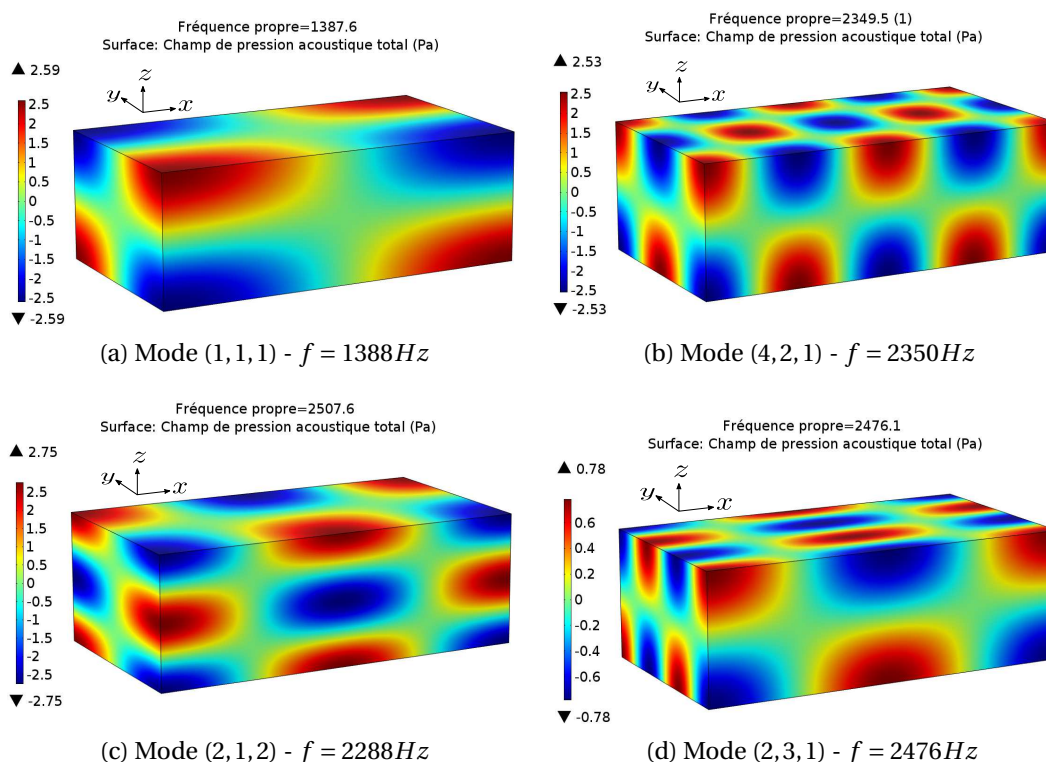 Fréquence propre=1387.6
Surface: Champ de pression acoustique total (Pa)
▲ 2.59
2.5
2
1.5
1
0.5
0
-0.5
-1
-1.5
-2
-2.5
▼ -2.59
z
y
x
(a) Mode (1,1,1) - f = 1388Hz
Fréquence propre=2349.5 (1)
Surface: Champ de pression acoustique total (Pa)
▲ 2.53
2.5
2
1.5
1
0.5
0
-0.5
-1
-1.5
-2
-2.5
▼ -2.53
z
y
x
(b) Mode (4,2,1) - f = 2350Hz
Fréquence propre=2507.6
Surface: Champ de pression acoustique total (Pa)
▲ 2.75
2.5
2
1.5
1
0.5
0
-0.5
-1
-1.5
-2
-2.5
▼ -2.75
z
y
x
(c) Mode (2,1,2) - f = 2288Hz
Fréquence propre=2476.1
Surface: Champ de pression acoustique total (Pa)
▲ 0.78
0.6
0.4
0.2
0
-0.2
-0.4
-0.6
▼ -0.78
z
y
x
(d) Mode (2,3,1) - f = 2476Hz